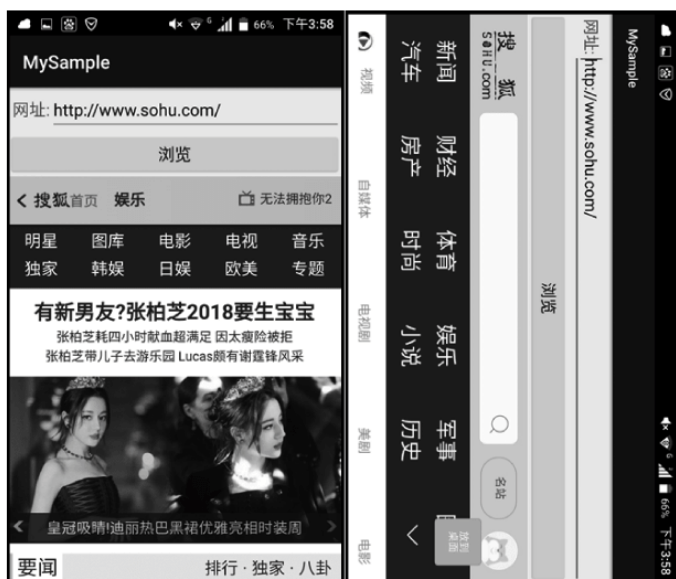 66% 下午3:58
MySample
网址: http://www.sohu.com/
浏览
搜狐首页 娱乐 无法拥抱你2
明星 图库 电影 电视 音乐
独家 韩娱 日娱 欧美 专题
有新男友?张柏芝2018要生宝宝
张柏芝耗四小时献血超满足 因太瘦险被拒
张柏芝带儿子去游乐园 Lucas颇有谢霆锋风采
皇冠吸睛!迪丽热巴黑裙优雅亮相时装周
要闻 排行 · 独家 · 八卦
66% 下午3:58
MySample
网址: http://www.sohu.com/
浏览
搜狐 名站
SOHU.com
放到
桌面
新闻 财经 体育 娱乐 军事
汽车 房产 时尚 小说 历史
视频 自媒体 电视剧 美剧 电影